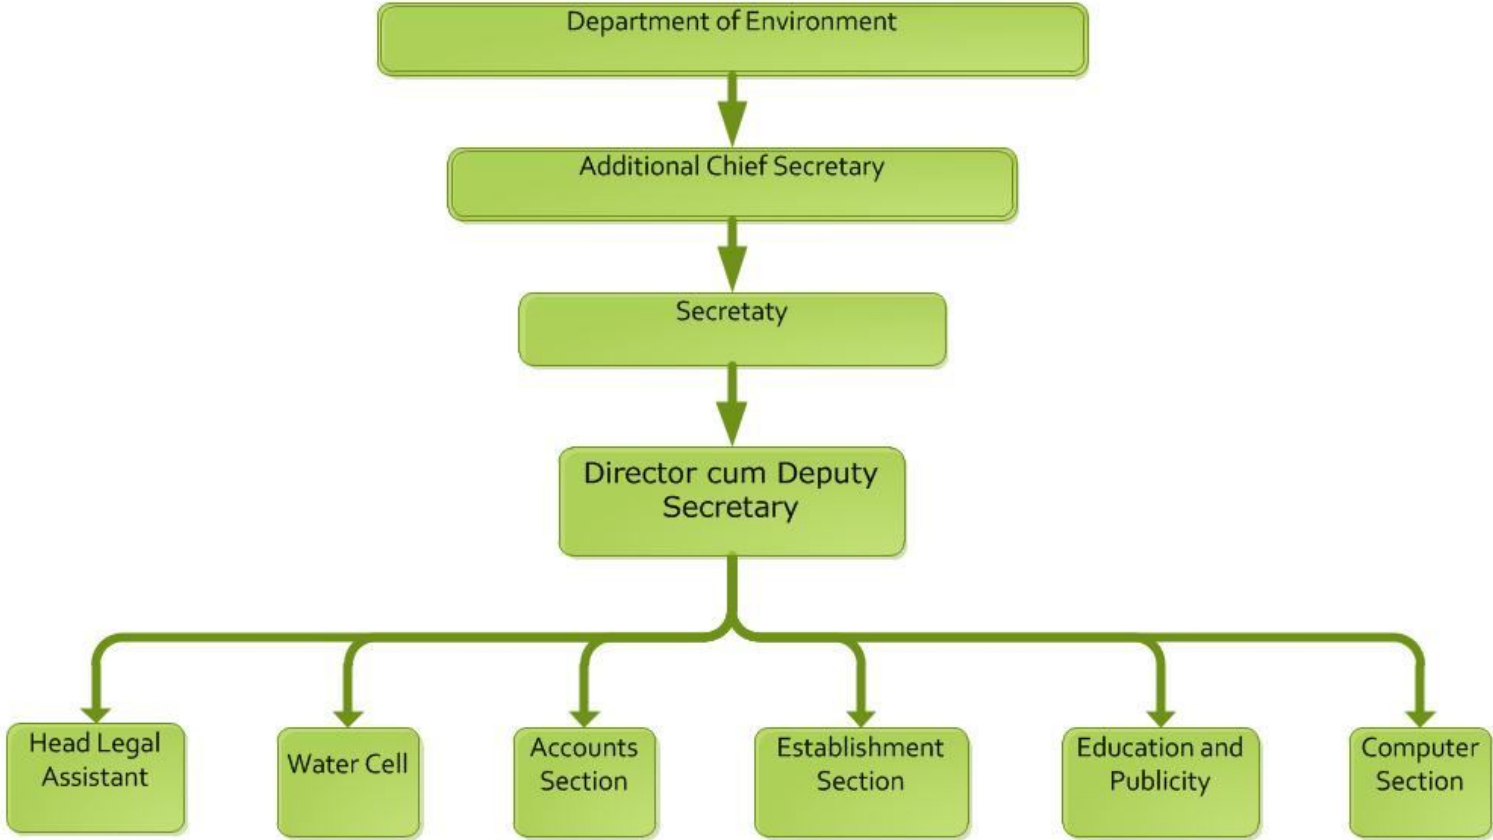 Department of Environment
Additional Chief Secretary
Secretaty
Director cum Deputy
Secretary
Head Legal
Assistant
Water Cell
Accounts
Section
Establishment
Section
Education and
Publicity
Computer
Section